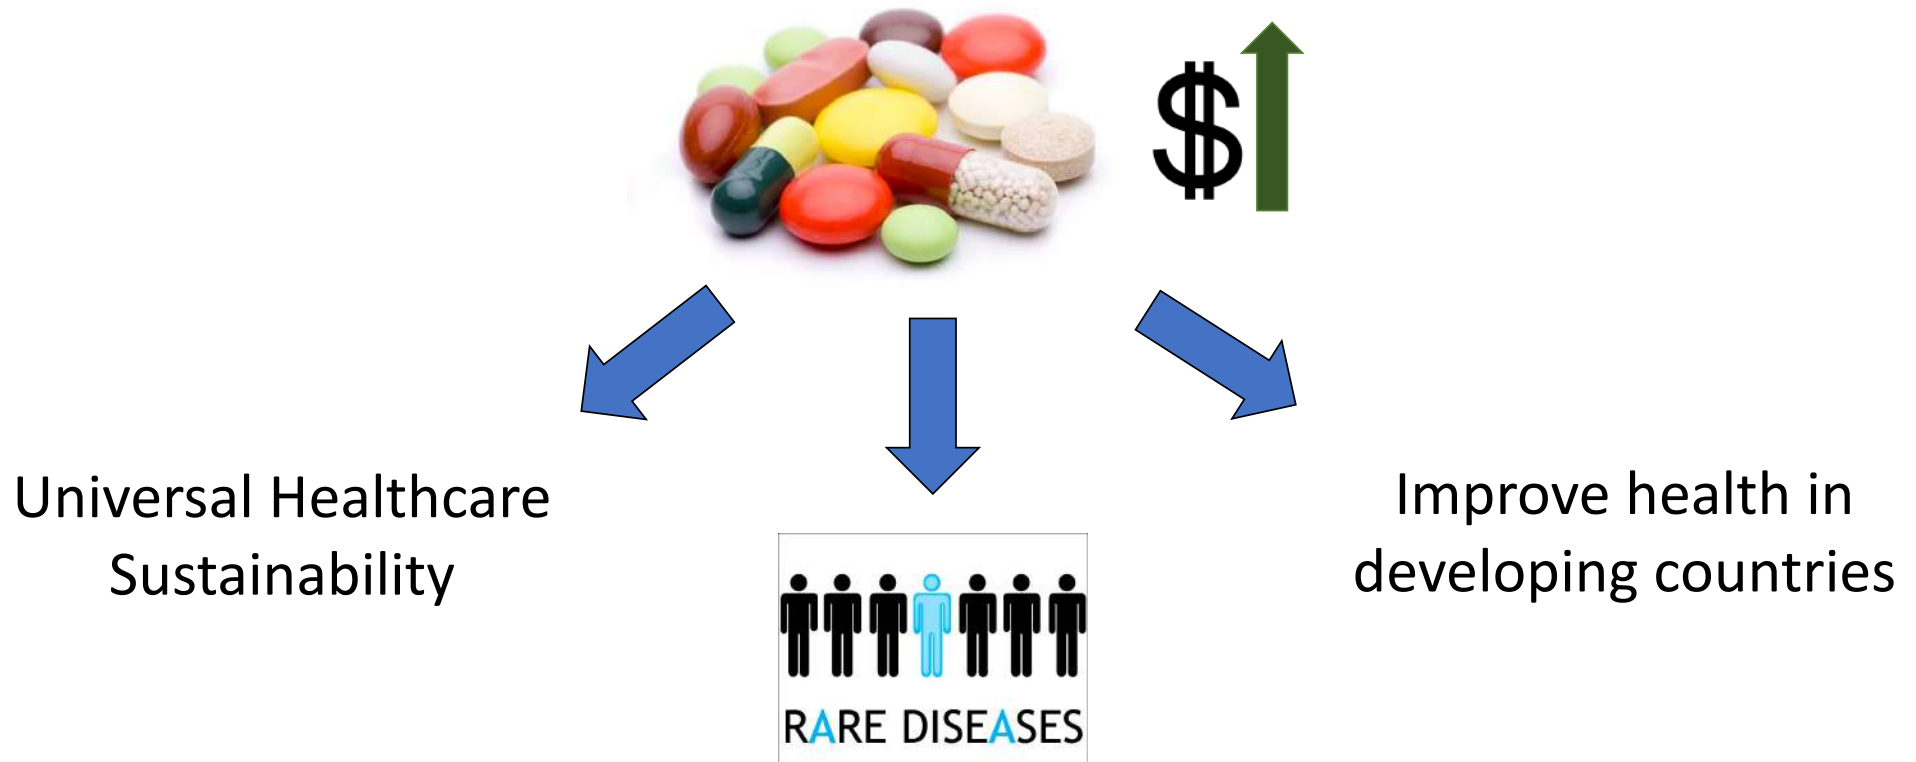 $
Universal Healthcare
Sustainability
RARE DISEASES
Improve health in
developing countries